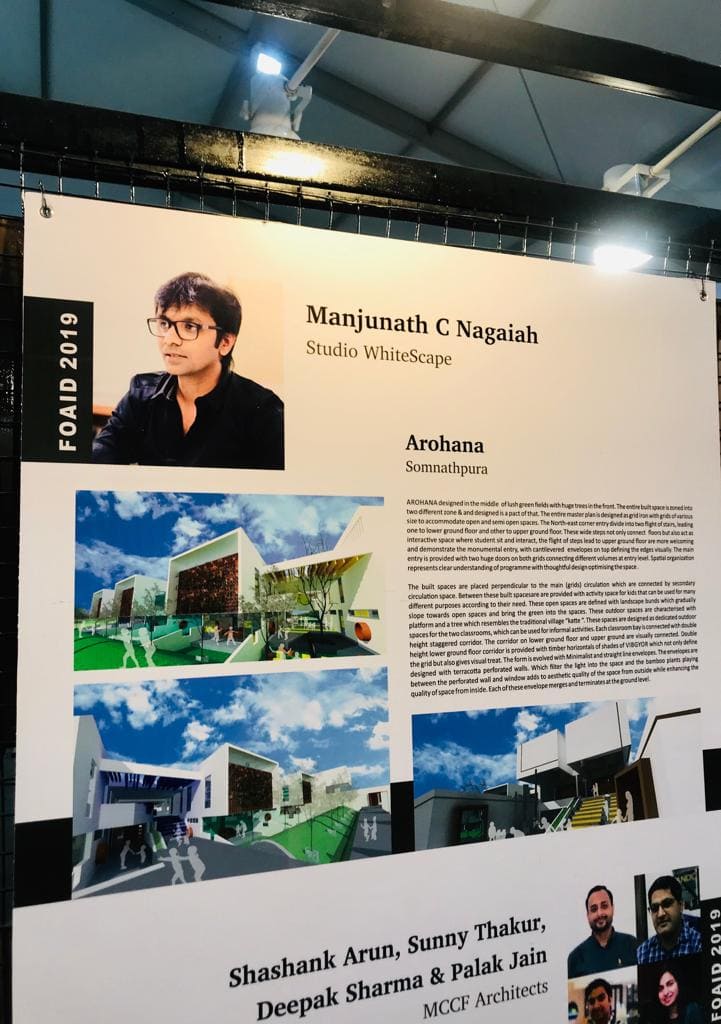 FOAID 2019
Manjunath C Nagaiah
Studio WhiteScape
Arohana
Somnathpura
AROHANA designed in the middle of lush green fields with huge trees in the front. The entire built space is zoned into
two different zone & and designed is a pact of that. The entire master plan is designed as grid iron with grids of various
size to accommodate open and semi open spaces. The North-east corner entry divide into two flight of stairs, leading
one to lower ground floor and other to upper ground floor. These wide steps not only connect floors but also act as
interactive space where student sit and interact, the flight of steps lead to upper ground floor are more welcoming
and demonstrate the monumental entry, with cantlievered envelopes on top defining the edges visually. The main
entry is provided with two huge doors on both grids connecting different volumes at entry level. Spatial organization
represents clear understanding of programme with thoughtful design optimising the space.
The built spaces are placed perpendicular to the main (grids) circulation which are connected by secondary
circulation space. Between these built spacesare are provided with activity space for kids that can be used for many
different purposes according to their need. These open spaces are defined with landscape bunds which gradually
slope towards open spaces and bring the green into the spaces. These outdoor spaces are characterised with
platform and a tree which resembles the traditional village "katte". These spaces are designed as dedicated outdoor
spaces for the two classrooms, which can be used for informal activities. Each classroom is connected with double
height staggered corridor. The corridor on lower ground floor and upper ground are visually connected. Double
height lower ground floor corridor is provided with timber horizontals of shades of VIBGYOR which not only define
the grid but also gives visual treat. The form is evolved with Minimalist and straight line envelopes. The envelopes are
designed with terracotta perforated walls. Which filter the light into the space and the bamboo plants playing
between the perforated wall and window adds to aesthetic quality of the space from outside while enhancing the
quality of space from inside. Each of these envelope merges and terminates at the ground level.
Shashank Arun, Sunny Thakur,
Deepak Sharma & Palak Jain
MCCF Architects
FOAID 2019